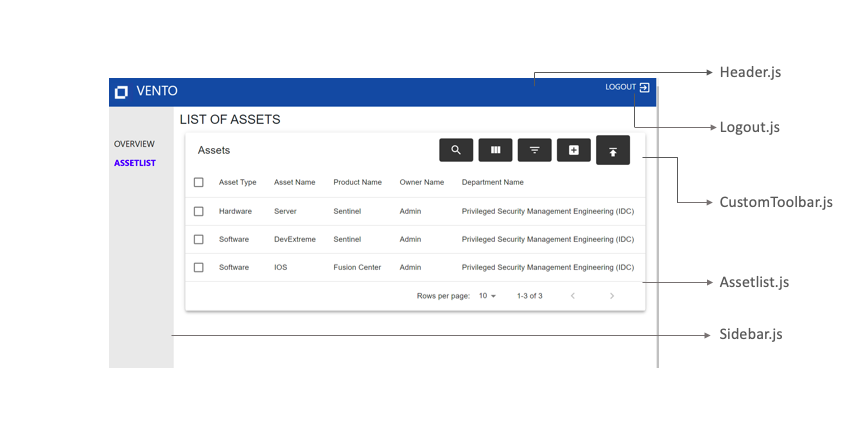 Header.js
VENTO
LOGOUT
LIST OF ASSETS
Logout.js
OVERVIEW
Assets
ASSETLIST
Asset Type Asset Name Product Name Owner Name Department Name
CustomToolbar.js
Hardware Server Sentinel Admin Privileged Security Management Engineering (IDC)
Software DevExtreme Sentinel Admin Privileged Security Management Engineering (IDC)
Software IOS Fusion Center Admin Privileged Security Management Engineering (IDC)
Assetlist.js
Rows per page: 10 1-3 of 3
Sidebar.js